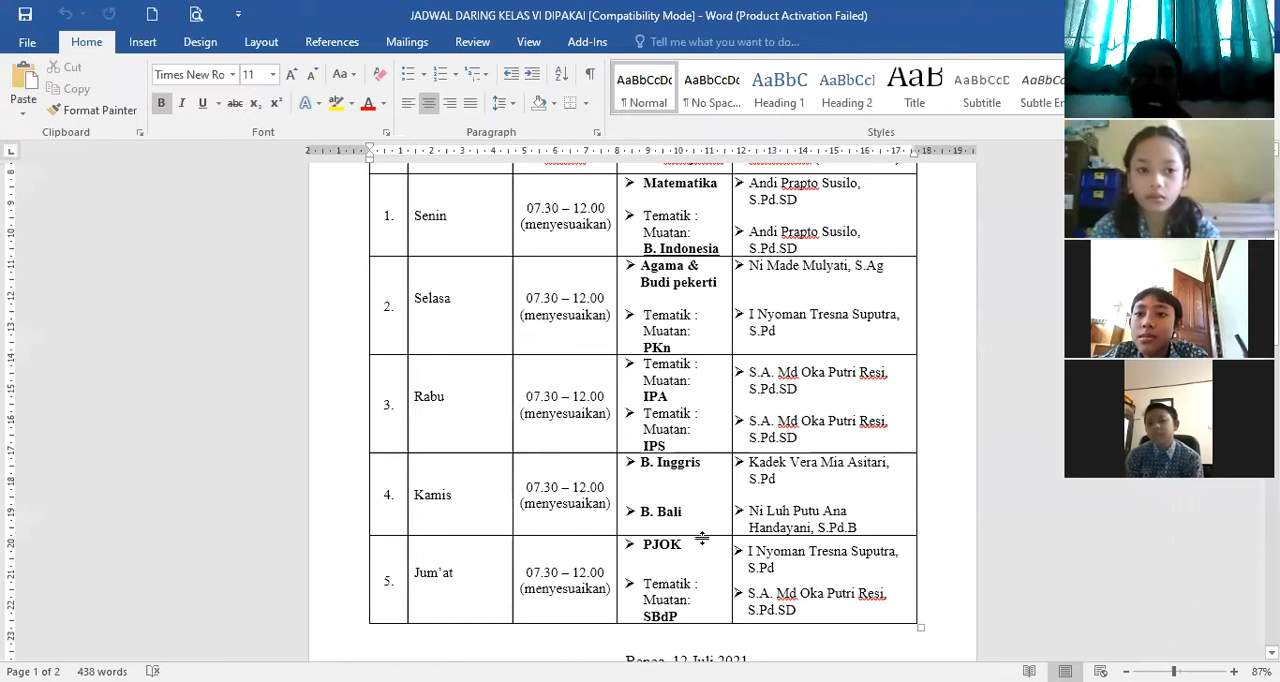 JADWAL DARING KELAS VI DIPAKAI [Compatibility Mode] - Word (Product Activation Failed)
File Home Insert Design Layout References Mailings Review View Add-Ins Tell me what you want to do...
Paste
Cut
Copy
Format Painter
Times New Ro 11
Clipboard Font Paragraph Styles
AaBbCcDc
¶ Normal
AaBbCcDc
¶ No Spac...
AaBbC
Heading 1
AaBbCcI
Heading 2
AaB
Title
AaBbCcD
Subtitle
AaBbCcD
Subtle En
1.
Senin
07.30 – 12.00
(menyesuaikan)
➢ Matematika
➢ Tematik :
Muatan:
B. Indonesia
➢ Andi Prapto Susilo,
S.Pd.SD
➢ Andi Prapto Susilo,
S.Pd.SD
2.
Selasa
07.30 – 12.00
(menyesuaikan)
➢ Agama &
Budi pekerti
➢ Tematik :
Muatan:
PKn
➢ Ni Made Mulyati, S.Ag
➢ I Nyoman Tresna Suputra,
S.Pd
3.
Rabu
07.30 – 12.00
(menyesuaikan)
➢ Tematik :
Muatan:
IPA
➢ Tematik :
Muatan:
IPS
➢ S.A. Md Oka Putri Resi,
S.Pd.SD
➢ S.A. Md Oka Putri Resi,
S.Pd.SD
4.
Kamis
07.30 – 12.00
(menyesuaikan)
➢ B. Inggris
➢ B. Bali
➢ Kadek Vera Mia Asitari,
S.Pd
➢ Ni Luh Putu Ana
Handayani, S.Pd.B
5.
Jum’at
07.30 – 12.00
(menyesuaikan)
➢ PJOK
➢ Tematik :
Muatan:
SBdP
➢ I Nyoman Tresna Suputra,
S.Pd
➢ S.A. Md Oka Putri Resi,
S.Pd.SD
12 Juli 2021
Page 1 of 2 438 words 87%